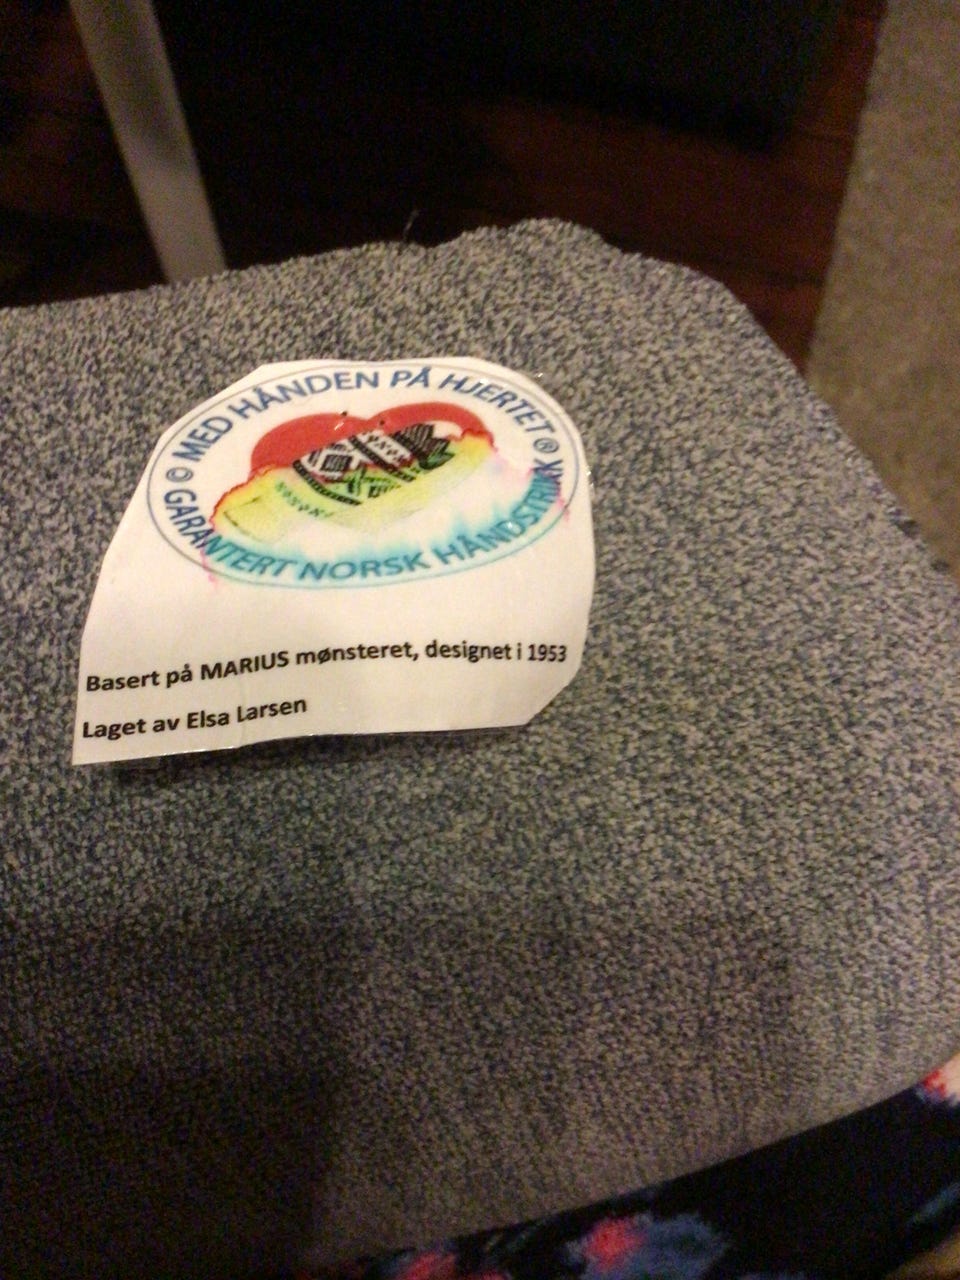 © MED HÅNDEN PÅ HJERTET ®
GARANTERT NORSK HÅNDSTRIKK
Basert på MARIUS mønsteret, designet i 1953
Laget av Elsa Larsen